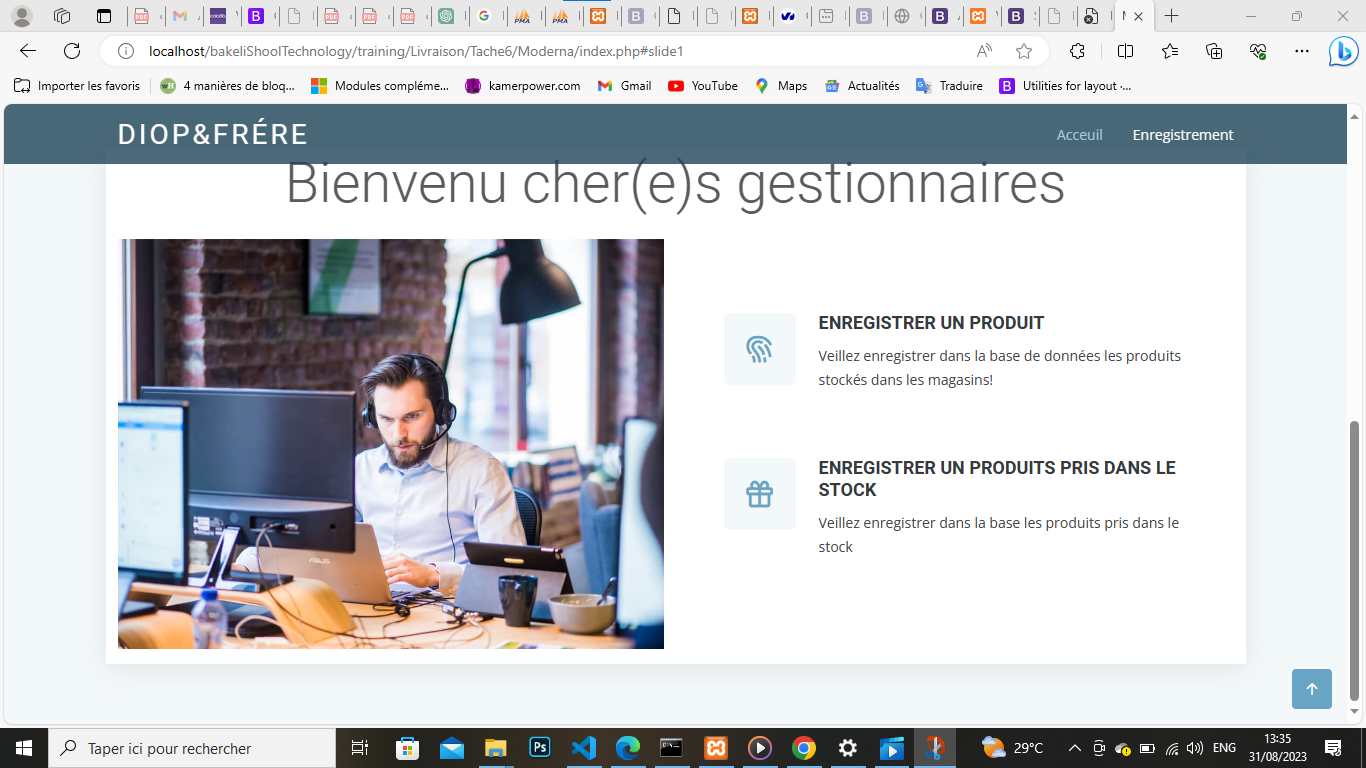 localhost/bakeliShoolTechnology/training/Livraison/Tache6/Moderna/index.php#slide1
Importer les favoris
4 manières de bloq...
Modules compléme...
kamerpower.com
Gmail
YouTube
Maps
Actualités
Traduire
Utilities for layout ·...
DIOP&FRÉRE
Acceuil
Enregistrement
Bienvenu cher(e)s gestionnaires
ENREGISTRER UN PRODUIT
Veillez enregistrer dans la base de données les produits
stockés dans les magasins!
ENREGISTRER UN PRODUITS PRIS DANS LE
STOCK
Veillez enregistrer dans la base les produits pris dans le
stock
ASUS
Taper ici pour rechercher
29°C
ENG
13:35
31/08/2023